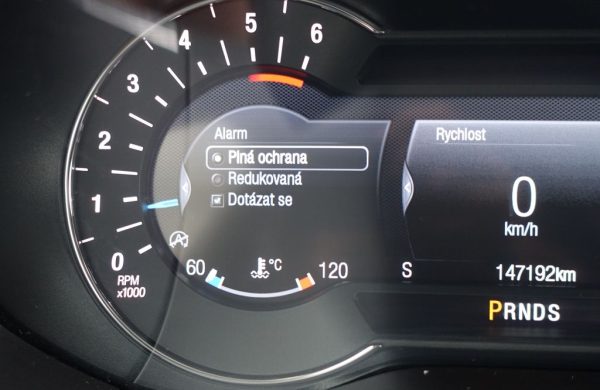 6
5
4
3
2
1
0
RPM
x1000
Alarm
Plná ochrana
Redukovaná
Dotázat se
A
60 °C 120
Rychlost
0
km/h
S 147192km
PRNDS